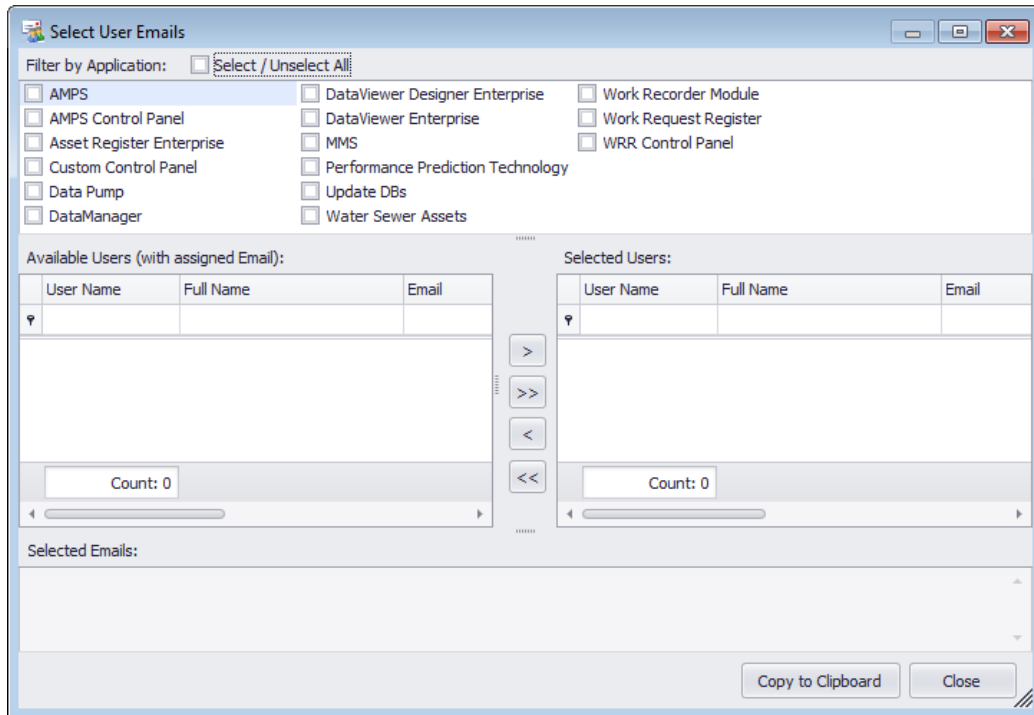 Select User Emails
Filter by Application: Select / Unselect All
AMPS DataViewer Designer Enterprise Work Recorder Module
AMPS Control Panel DataViewer Enterprise Work Request Register
Asset Register Enterprise MMS WRR Control Panel
Custom Control Panel Performance Prediction Technology
Data Pump Update DBs
DataManager Water Sewer Assets
Available Users (with assigned Email): Selected Users:
User Name Full Name Email User Name Full Name Email
>
>>
<
<<
Count: 0 Count: 0
Selected Emails:
Copy to Clipboard Close